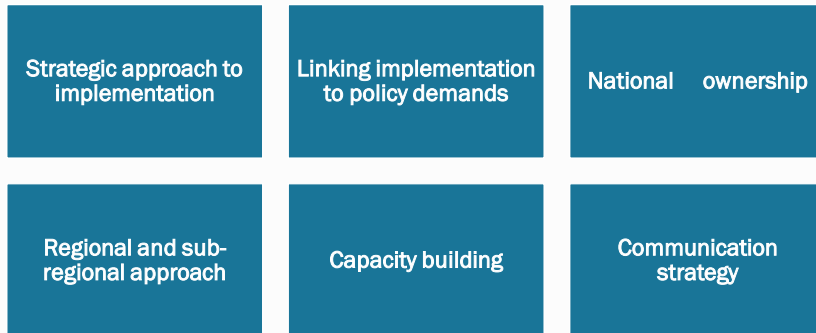 Strategic approach to
implementation
Linking implementation
to policy demands
National ownership
Regional and sub-
regional approach
Capacity building
Communication
strategy